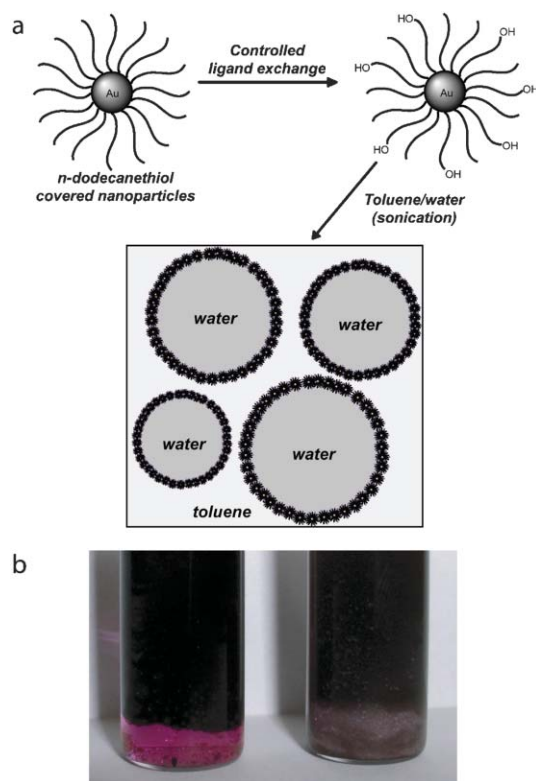 a
Controlled
ligand exchange
Au
n-dodecanethiol
covered nanoparticles
HO
OH
HO
Au
OH
HO
OH
OH
Toluene/water
(sonication)
water
water
water
water
toluene
b